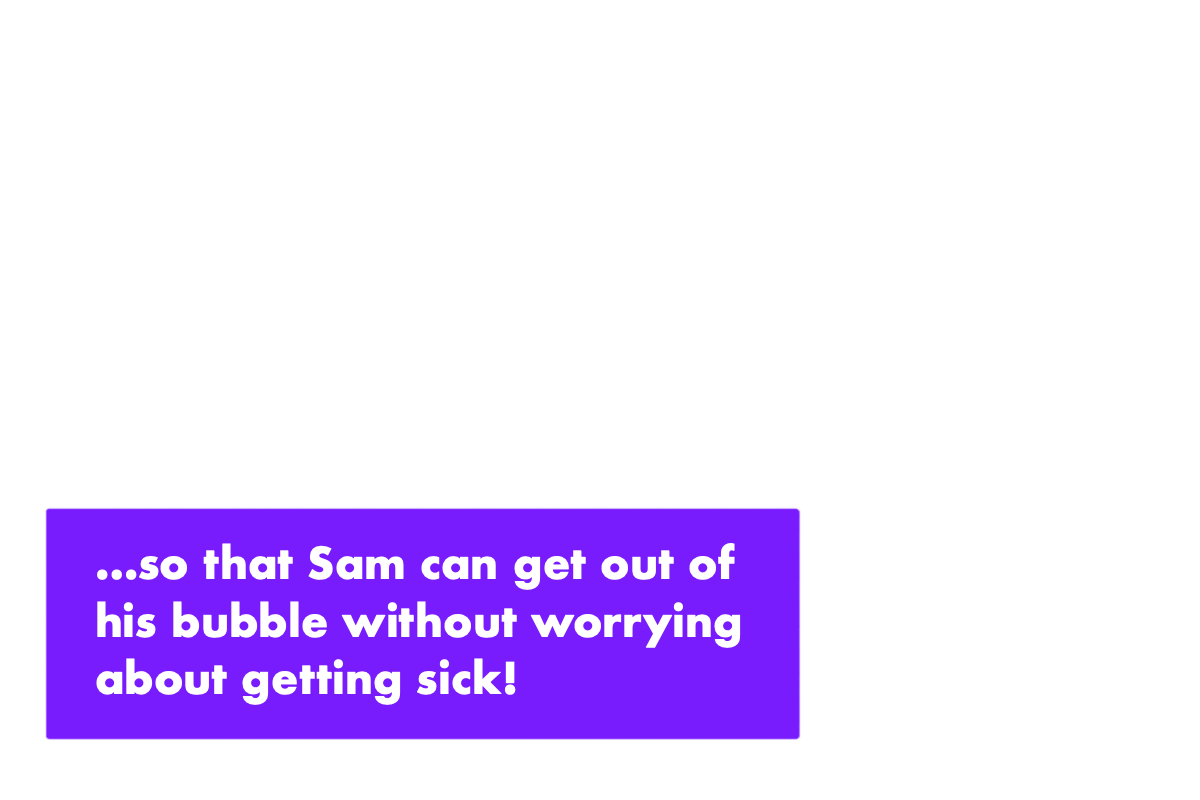 ...so that Sam can get out of
his bubble without worrying
about getting sick!